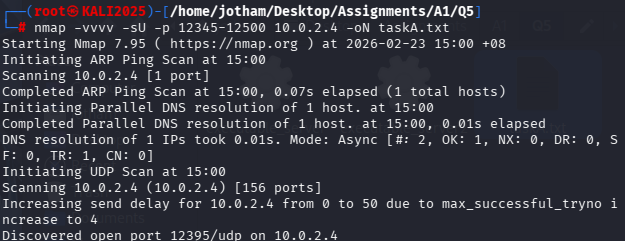 ┌──(root㉿KALI2025)-[/home/jotham/Desktop/Assignments/A1/Q5]
└─# nmap -vvvv -sU -p 12345-12500 10.0.2.4 -oN taskA.txt
Starting Nmap 7.95 ( https://nmap.org ) at 2026-02-23 15:00 +08
Initiating ARP Ping Scan at 15:00
Scanning 10.0.2.4 [1 port]
Completed ARP Ping Scan at 15:00, 0.07s elapsed (1 total hosts)
Initiating Parallel DNS resolution of 1 host. at 15:00
Completed Parallel DNS resolution of 1 host. at 15:00, 0.01s elapsed
DNS resolution of 1 IPs took 0.01s. Mode: Async [#: 2, OK: 1, NX: 0, DR: 0, S
F: 0, TR: 1, CN: 0]
Initiating UDP Scan at 15:00
Scanning 10.0.2.4 (10.0.2.4) [156 ports]
Increasing send delay for 10.0.2.4 from 0 to 50 due to max_successful_tryno i
ncrease to 4
Discovered open port 12395/udp on 10.0.2.4